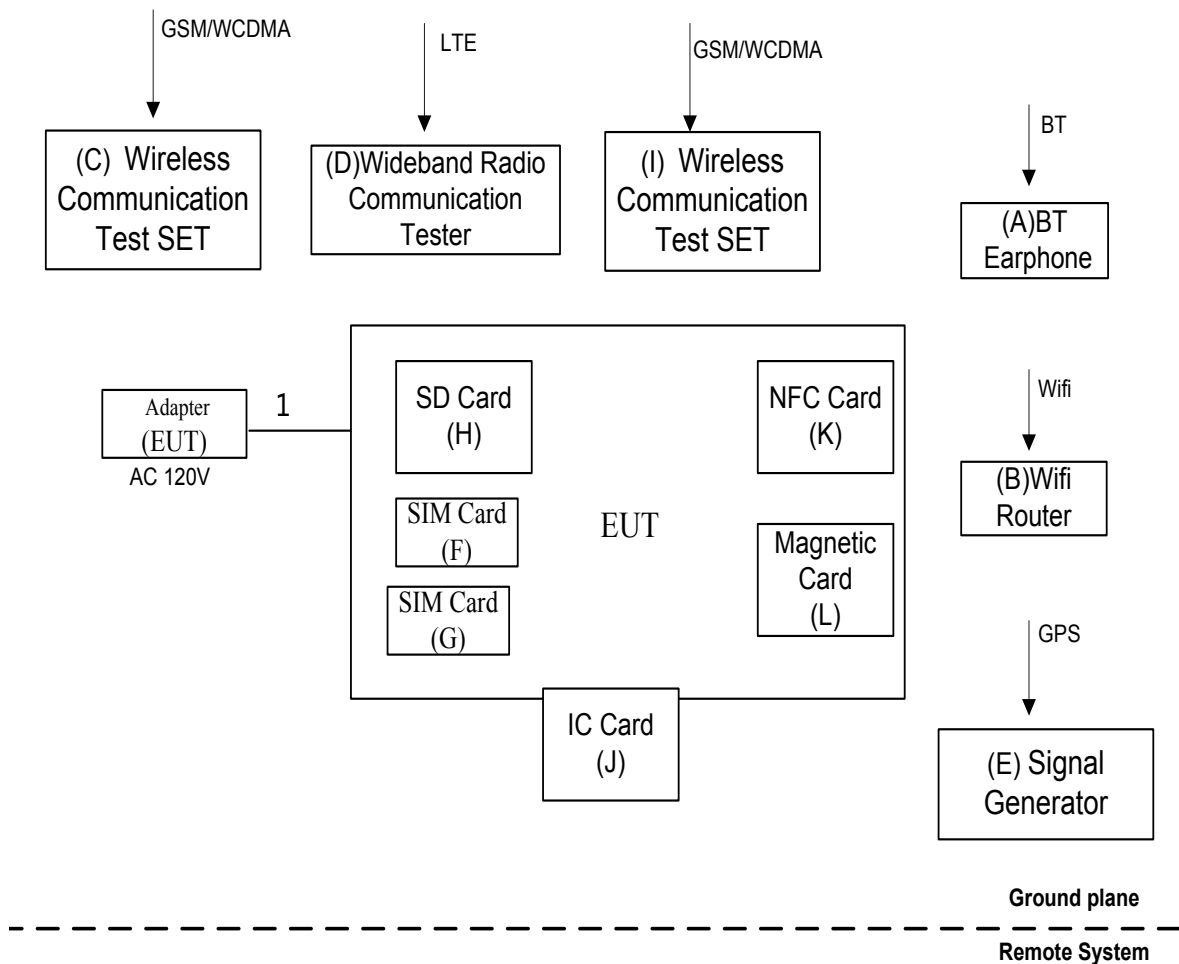 GSM/WCDMA
LTE
GSM/WCDMA
BT
(C) Wireless
Communication
Test SET
(D)Wideband Radio
Communication
Tester
(I) Wireless
Communication
Test SET
(A)BT
Earphone
Adapter
(EUT)
AC 120V
1
SD Card
(H)
NFC Card
(K)
Wifi
(B)Wifi
Router
SIM Card
(F)
EUT
Magnetic
Card
(L)
SIM Card
(G)
GPS
IC Card
(J)
(E) Signal
Generator
Ground plane
Remote System